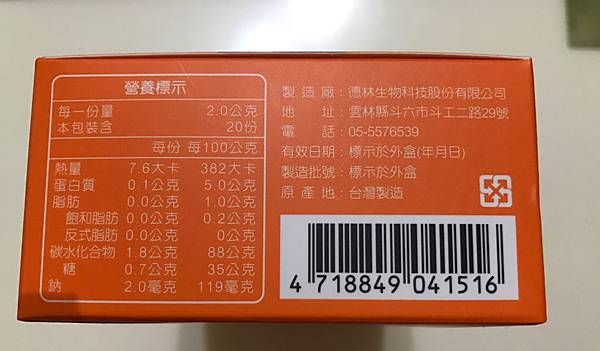 營養標示
每一份量 2.0公克
本包裝含 20份
每份 每100公克
熱量 7.6大卡 382大卡
蛋白質 0.1公克 5.0公克
脂肪 0.0公克 1.0公克
飽和脂肪 0.0公克 0.2公克
反式脂肪 0.0公克 0公克
碳水化合物 1.8公克 88公克
糖 0.7公克 35公克
鈉 2.0毫克 119毫克
製造廠:德林生物科技股份有限公司
地址:雲林縣斗六市斗工二路29號
電話:05-5576539
有效日期:標示於外盒(年月日)
製造批號:標示於外盒
原產地:台灣製造
4 718849 041516